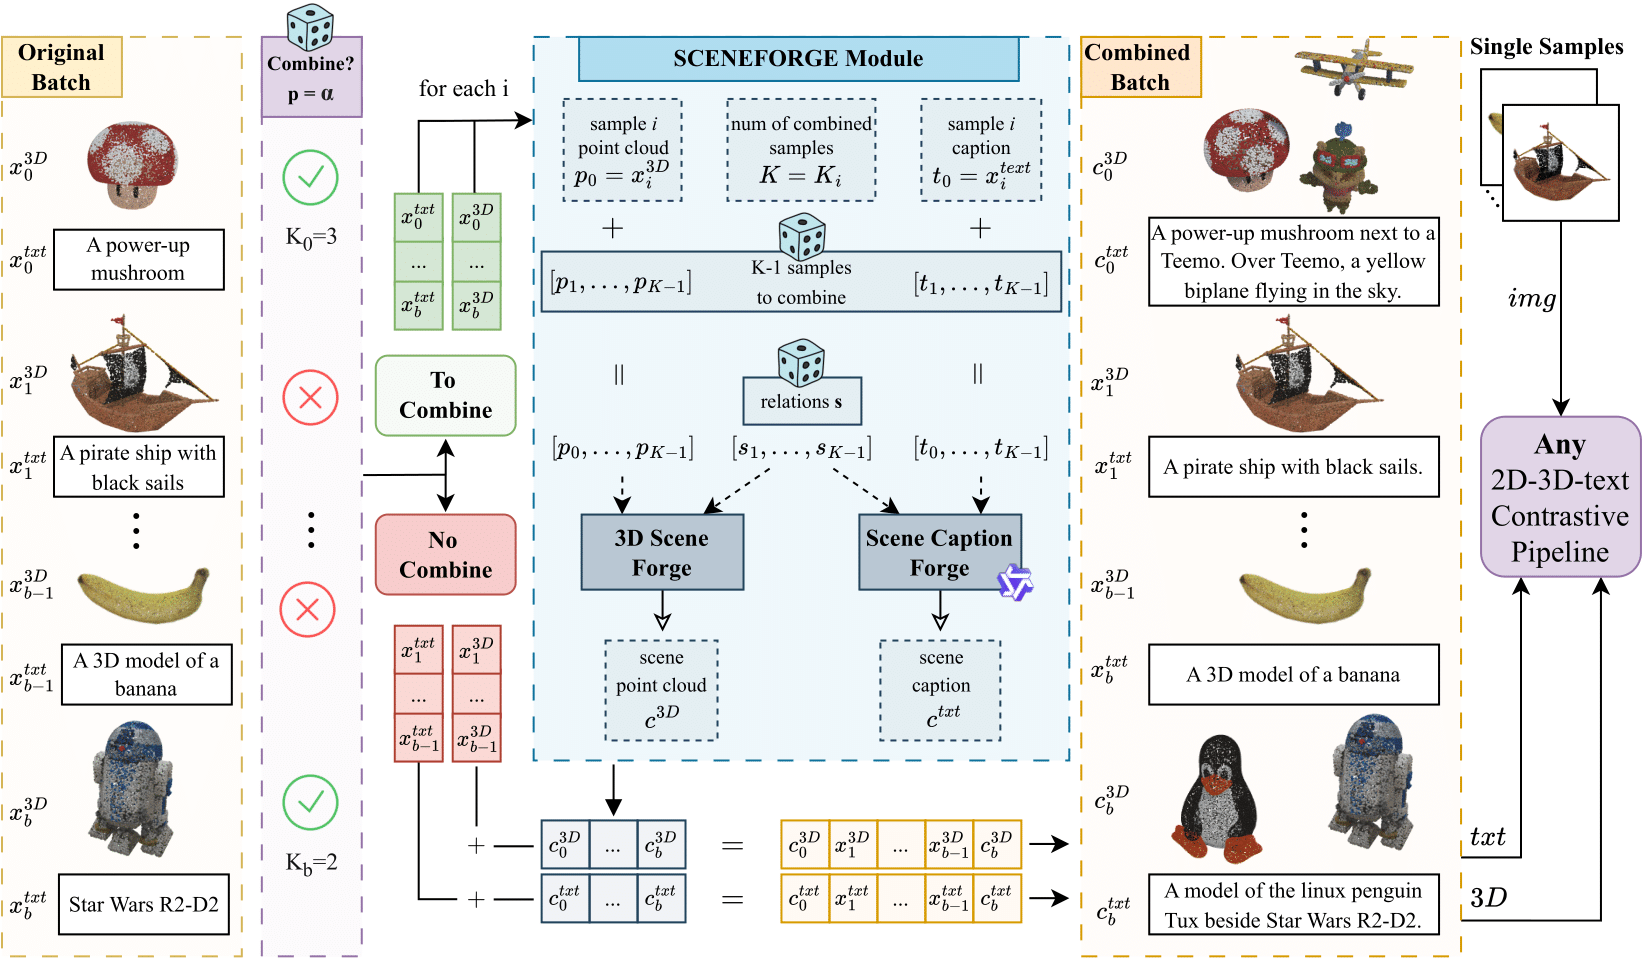 Original
Batch
x_0^{3D}
x_0^{txt}
A power-up
mushroom
x_1^{3D}
x_1^{txt}
A pirate ship with
black sails
⋮
x_{b-1}^{3D}
x_{b-1}^{txt}
A 3D model of a
banana
x_b^{3D}
x_b^{txt}
Star Wars R2-D2
Combine?
p = α
K_0=3
⋮
K_b=2
for each i
x_0^{txt} x_0^{3D}
... ...
x_b^{txt} x_b^{3D}
To
Combine
No
Combine
x_1^{txt} x_1^{3D}
... ...
x_{b-1}^{txt} x_{b-1}^{3D}
SCENEFORGE Module
sample i
point cloud
p_0 = x_i^{3D}
num of combined
samples
K = K_i
sample i
caption
t_0 = x_i^{text}
+ +
[p_1, ..., p_{K-1}]
K-1 samples
to combine
[t_1, ..., t_{K-1}]
= =
relations s
[p_0, ..., p_{K-1}] [s_1, ..., s_{K-1}] [t_0, ..., t_{K-1}]
3D Scene
Forge
Scene Caption
Forge
scene
point cloud
c^{3D}
scene
caption
c^{txt}
+ c_0^{3D} ... c_b^{3D} = c_0^{3D} x_1^{3D} ... x_{b-1}^{3D} c_b^{3D}
+ c_0^{txt} ... c_b^{txt} = c_0^{txt} x_1^{txt} ... x_{b-1}^{txt} c_b^{txt}
Combined
Batch
c_0^{3D}
c_0^{txt}
A power-up mushroom next to a
Teemo. Over Teemo, a yellow
biplane flying in the sky.
x_1^{3D}
x_1^{txt}
A pirate ship with black sails.
⋮
x_{b-1}^{3D}
x_b^{txt}
A 3D model of a banana
c_b^{3D}
c_b^{txt}
A model of the linux penguin
Tux beside Star Wars R2-D2.
Single Samples
img
Any
2D-3D-text
Contrastive
Pipeline
txt
3D